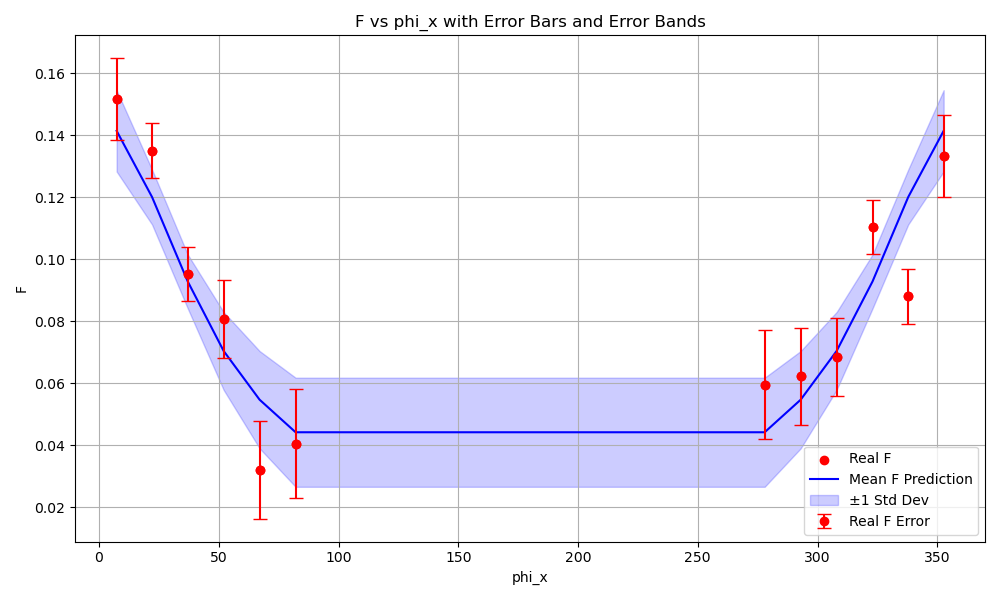 F vs phi_x with Error Bars and Error Bands
F
0.16
0.14
0.12
0.10
0.08
0.06
0.04
0.02
0
50
100
150
200
250
300
350
phi_x
Real F
Mean F Prediction
±1 Std Dev
Real F Error